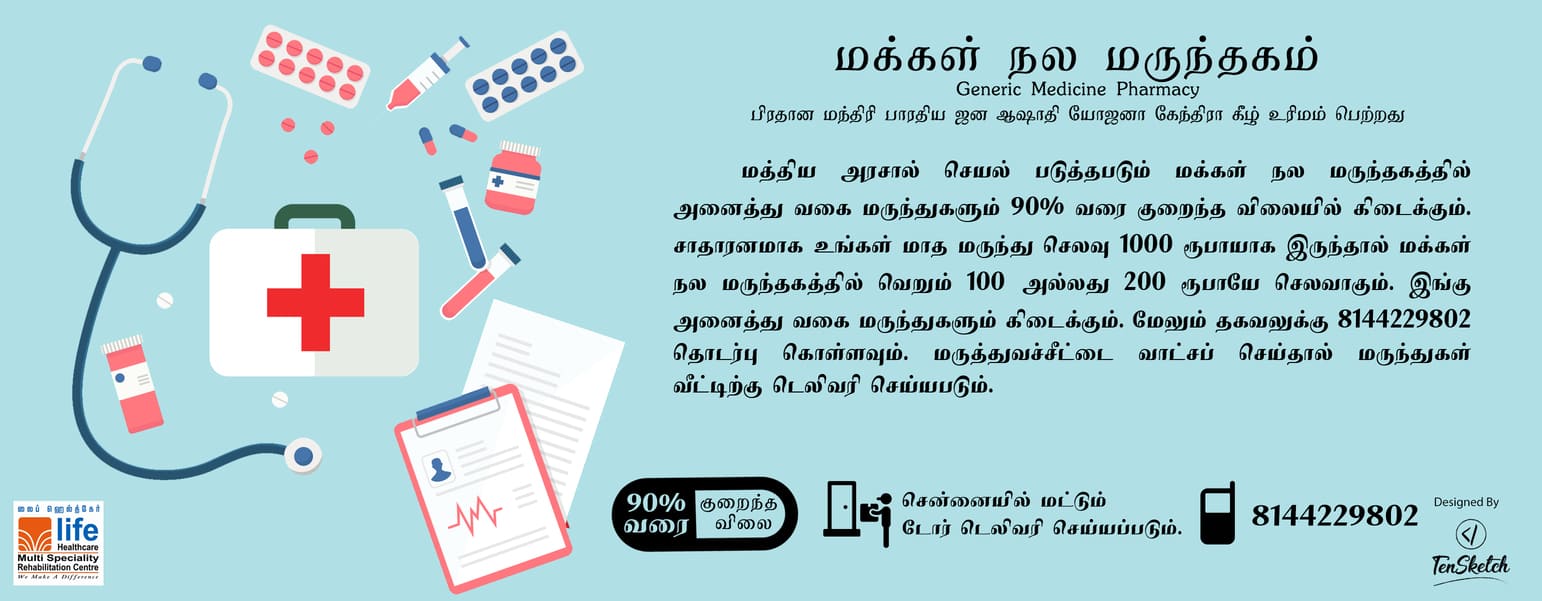 மக்கள் நல மருந்தகம்
Generic Medicine Pharmacy
பிரதான மந்திரி பாரதிய ஜன ஆஷாதி யோஜனா கேந்திரா கீழ் உரிமம் பெற்றது
மத்திய அரசால் செயல் படுத்தபடும் மக்கள் நல மருந்தகத்தில்
அனைத்து வகை மருந்துகளும் 90% வரை குறைந்த விலையில் கிடைக்கும்.
சாதாரனமாக உங்கள் மாத மருந்து செலவு 1000 ரூபாயாக இருந்தால் மக்கள்
நல மருந்தகத்தில் வெறும் 100 அல்லது 200 ரூபாயே செலவாகும். இங்கு
அனைத்து வகை மருந்துகளும் கிடைக்கும். மேலும் தகவலுக்கு 8144229802
தொடர்பு கொள்ளவும். மருத்துவச்சீட்டை வாட்சப் செய்தால் மருந்துகள்
வீட்டிற்கு டெலிவரி செய்யபடும்.
90% வரை
குறைந்த விலை
சென்னையில் மட்டும்
டோர் டெலிவரி செய்யப்படும்.
8144229802
Designed By
TenSketch
லைப் ஹெல்த்கேர்
life
Healthcare
Multi Speciality
Rehabilitation Centre
We Make A Difference